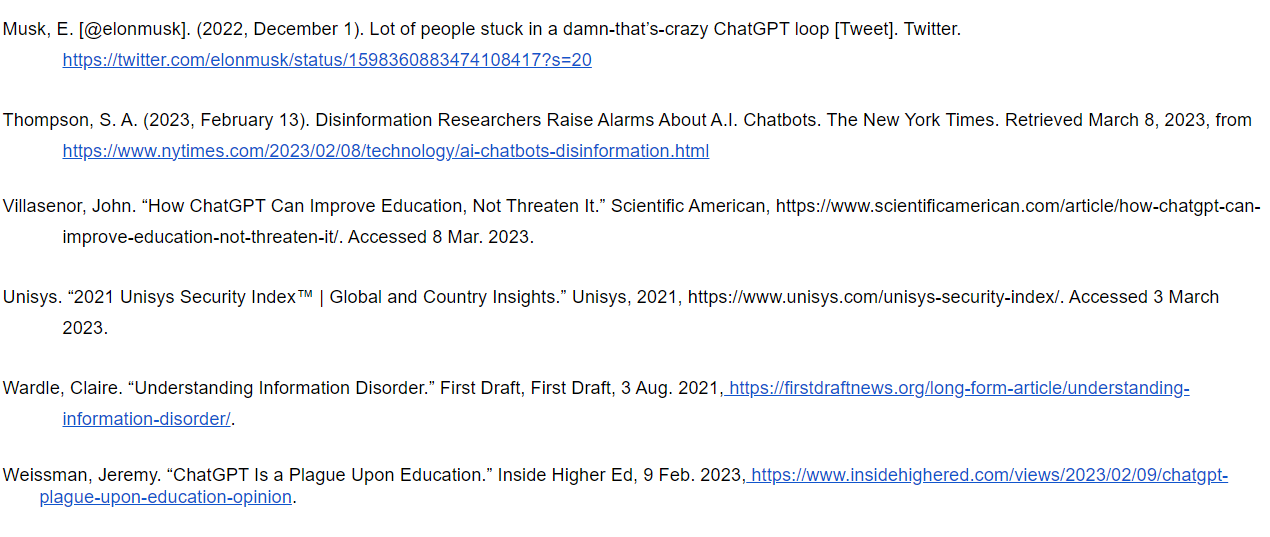 Musk, E. [@elonmusk]. (2022, December 1). Lot of people stuck in a damn-that’s-crazy ChatGPT loop [Tweet]. Twitter.
https://twitter.com/elonmusk/status/1598360883474108417?s=20
Thompson, S. A. (2023, February 13). Disinformation Researchers Raise Alarms About A.I. Chatbots. The New York Times. Retrieved March 8, 2023, from
https://www.nytimes.com/2023/02/08/technology/ai-chatbots-disinformation.html
Villasenor, John. “How ChatGPT Can Improve Education, Not Threaten It.” Scientific American, https://www.scientificamerican.com/article/how-chatgpt-can-
improve-education-not-threaten-it/. Accessed 8 Mar. 2023.
Unisys. “2021 Unisys Security Index™ | Global and Country Insights.” Unisys, 2021, https://www.unisys.com/unisys-security-index/. Accessed 3 March
2023.
Wardle, Claire. “Understanding Information Disorder.” First Draft, First Draft, 3 Aug. 2021, https://firstdraftnews.org/long-form-article/understanding-
information-disorder/.
Weissman, Jeremy. “ChatGPT Is a Plague Upon Education.” Inside Higher Ed, 9 Feb. 2023, https://www.insidehighered.com/views/2023/02/09/chatgpt-
plague-upon-education-opinion.